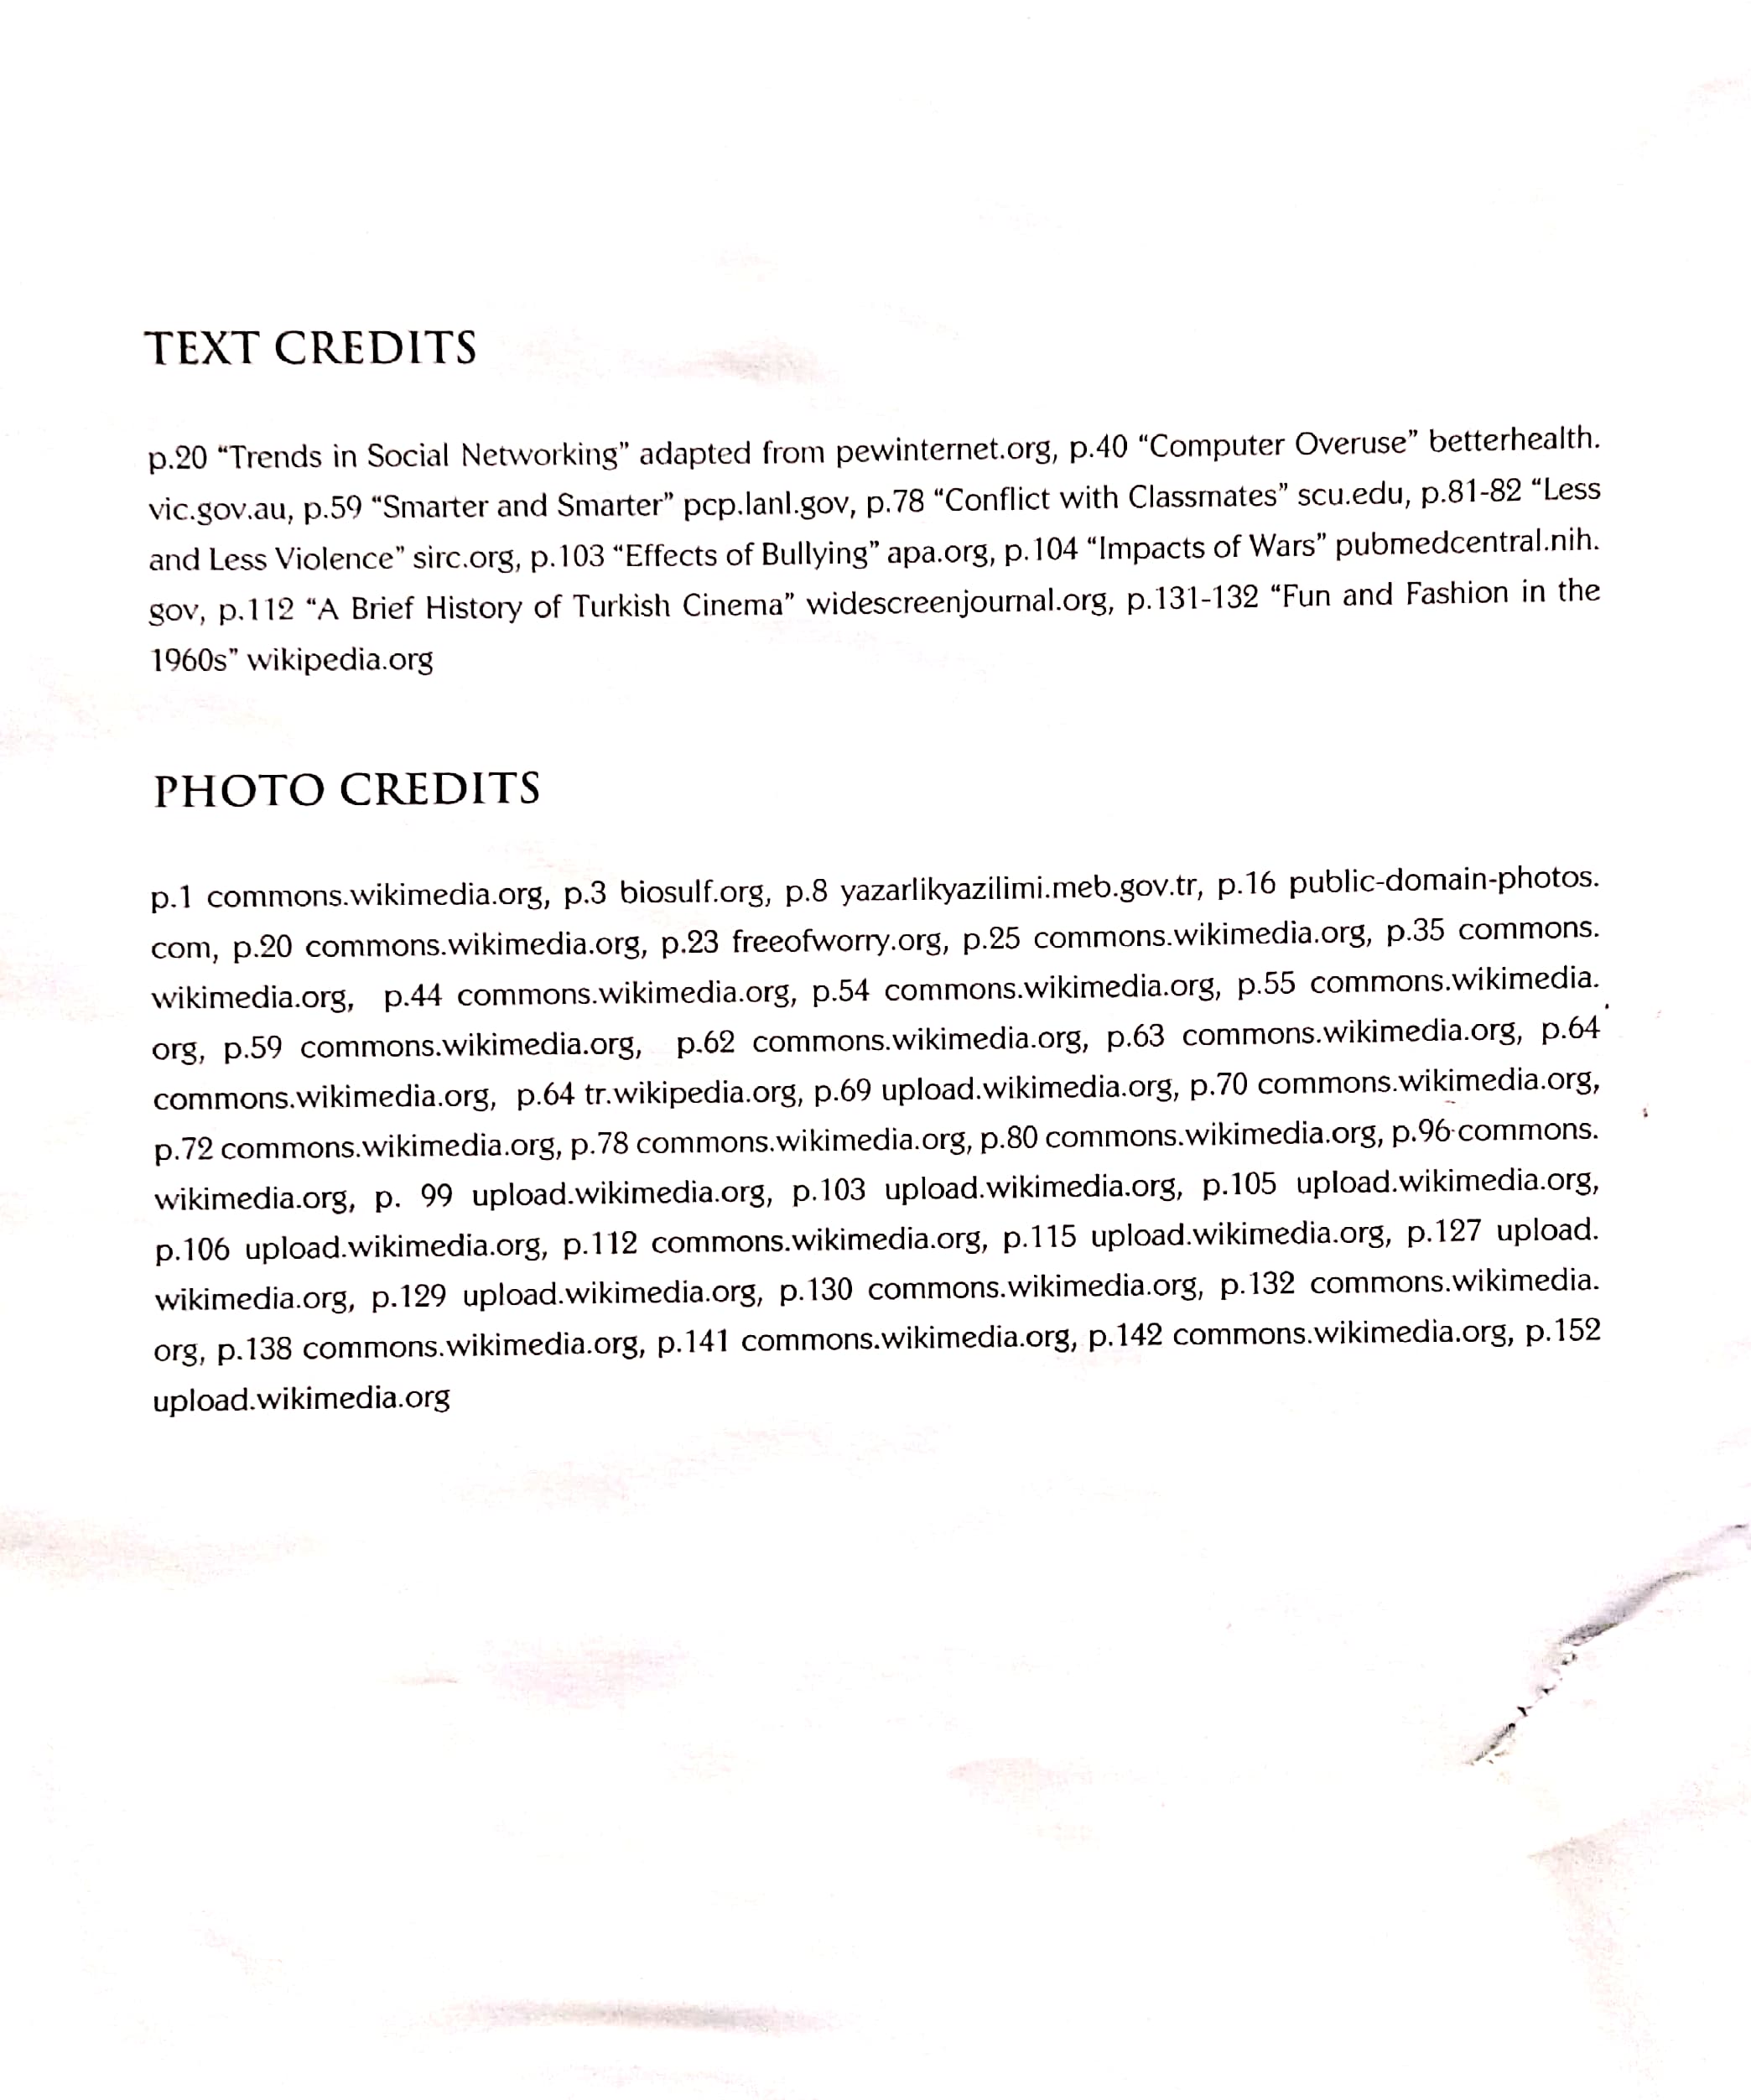 TEXT CREDITS
p.20 “Trends in Social Networking” adapted from pewinternet.org, p.40 “Computer Overuse” betterhealth.
vic.gov.au, p.59 “Smarter and Smarter” pcp.lanl.gov, p.78 “Conflict with Classmates” scu.edu, p.81-82 “Less
and Less Violence” sirc.org, p.103 “Effects of Bullying” apa.org, p.104 “Impacts of Wars” pubmedcentral.nih.
gov, p.112 “A Brief History of Turkish Cinema” widescreenjournal.org, p.131-132 “Fun and Fashion in the
1960s” wikipedia.org
PHOTO CREDITS
p.1 commons.wikimedia.org, p.3 biosulf.org, p.8 yazarlikyazilimi.meb.gov.tr, p.16 public-domain-photos.
com, p.20 commons.wikimedia.org, p.23 freeofworry.org, p.25 commons.wikimedia.org, p.35 commons.
wikimedia.org, p.44 commons.wikimedia.org, p.54 commons.wikimedia.org, p.55 commons.wikimedia.
org, p.59 commons.wikimedia.org, p.62 commons.wikimedia.org, p.63 commons.wikimedia.org, p.64
commons.wikimedia.org, p.64 tr.wikipedia.org, p.69 upload.wikimedia.org, p.70 commons.wikimedia.org,
p.72 commons.wikimedia.org, p.78 commons.wikimedia.org, p.80 commons.wikimedia.org, p.96 commons.
wikimedia.org, p. 99 upload.wikimedia.org, p.103 upload.wikimedia.org, p.105 upload.wikimedia.org,
p.106 upload.wikimedia.org, p.112 commons.wikimedia.org, p.115 upload.wikimedia.org, p.127 upload.
wikimedia.org, p.129 upload.wikimedia.org, p.130 commons.wikimedia.org, p.132 commons.wikimedia.
org, p.138 commons.wikimedia.org, p.141 commons.wikimedia.org, p.142 commons.wikimedia.org, p.152
upload.wikimedia.org